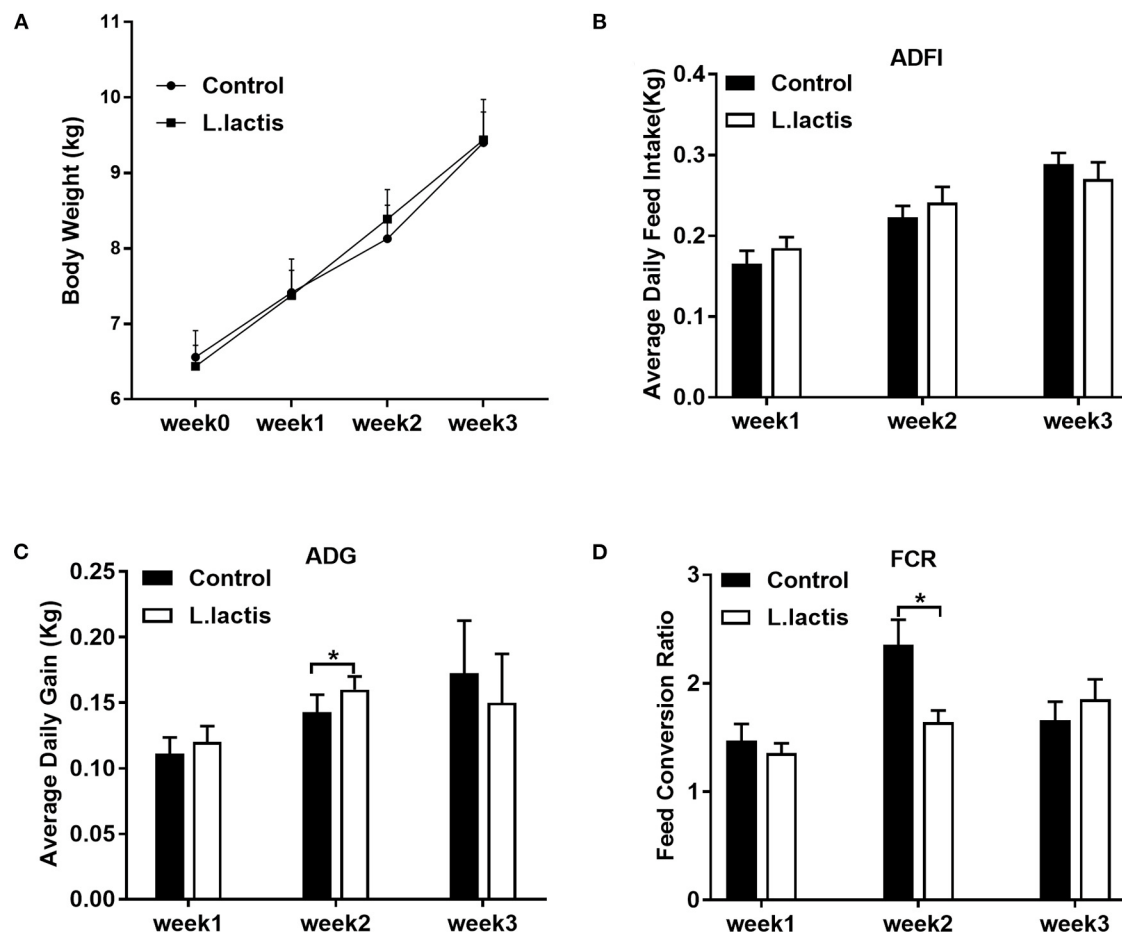 A
11
10
9
8
7
6
Body Weight (kg)
Control
L.lactis
week0 week1 week2 week3
B
ADFI
0.4
0.3
0.2
0.1
0.0
Average Daily Feed Intake(Kg)
Control
L.lactis
week1 week2 week3
C
ADG
0.25
0.20
0.15
0.10
0.05
0.00
Average Daily Gain (Kg)
Control
L.lactis
*
week1 week2 week3
D
FCR
3
2
1
0
Feed Conversion Ratio
Control
L.lactis
*
week1 week2 week3